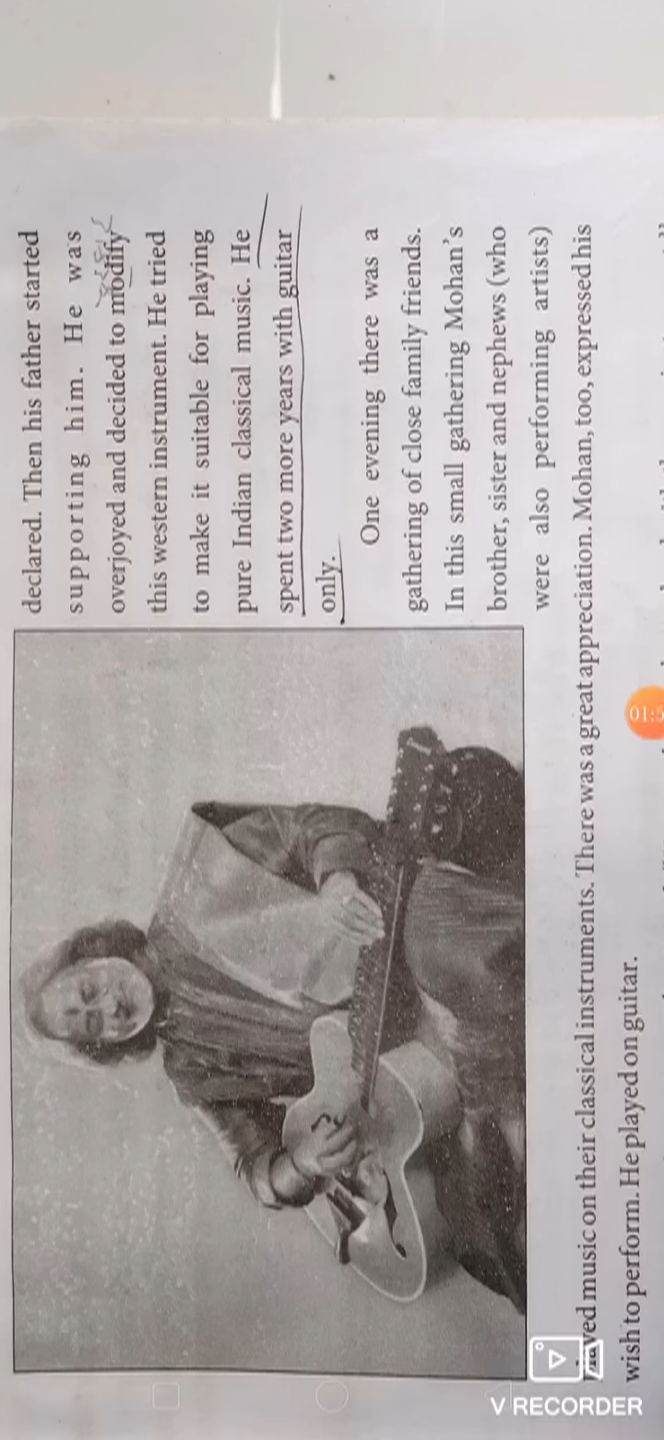 declared. Then his father started
supporting him. He was
overjoyed and decided to modify
this western instrument. He tried
to make it suitable for playing
pure Indian classical music. He
spent two more years with guitar
only.
One evening there was a
gathering of close family friends.
In this small gathering Mohan's
brother, sister and nephews (who
were also performing artists)
music on their classical instruments. There was a great appreciation. Mohan, too, expressed his
wish to perform. He played on guitar.
V RECORDER